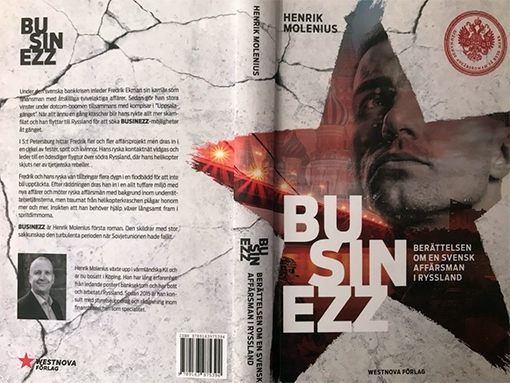 BU
SIN
EZZ
Under den svenska bankkrisen inleder Fredrik Ekman sin karriär som
finansman med åtskilliga tvivelaktiga affärer. Sedan gör han stora
vinster under dotcom-boomen tillsammans med kompisar i "Uppsala-
gänget". När allt ännu en gång kraschar blir hans rykte allt mer skam-
filat och han flyttar till Ryssland för att söka BUSINEZZ-möjligheter
åt gänget.
I S:t Petersburg hittar Fredrik fler och fler affärsprojekt men dras in i
en cirkel av fester, sprit och kvinnor. Hans ryska kontaktnät vidgas och
leder till en ödesdiger flygtur över södra Ryssland, där hans helikopter
skjuts ner av tjetjenska rebeller.
Fredrik och hans ryska vän tillbringar flera dygn i en flodbädd för att inte
bli upptäckta. Efter räddningen dras han in i en allt tuffare miljö med
nya affärer och möter ryska affärsmän med bakgrund inom underrät-
telsetjänsterna, men traumat från helikopterkraschen plågar honom
mer och mer. Insikten att han behöver hjälp växer långsamt fram i
spritdimmorna.
BUSINEZZ är Henrik Molenius första roman. Den skildrar med stor
sakkunskap den turbulenta perioden när Sovjetunionen hade fallit.
Henrik Molenius växte upp i värmländska Kil och
är nu bosatt i Köping. Han har lång erfarenhet
från ledande poster i banksektorn och har bott
och arbetat i Ryssland. Sedan 2015 är han kon-
sult med styrelseuppdrag och rådgivning inom
finansbranschen som specialitet.
WESTNOVA
FÖRLAG
HENRIK MOLENIUS
BU
SIN
EZZ
BERÄTTELSEN OM EN SVENSK
AFFÄRSMAN I RYSSLAND
HENRIK
MOLENIUS
BU
SIN
EZZ
BERÄTTELSEN
OM EN SVENSK
AFFÄRSMAN
I RYSSLAND
WESTNOVA FÖRLAG